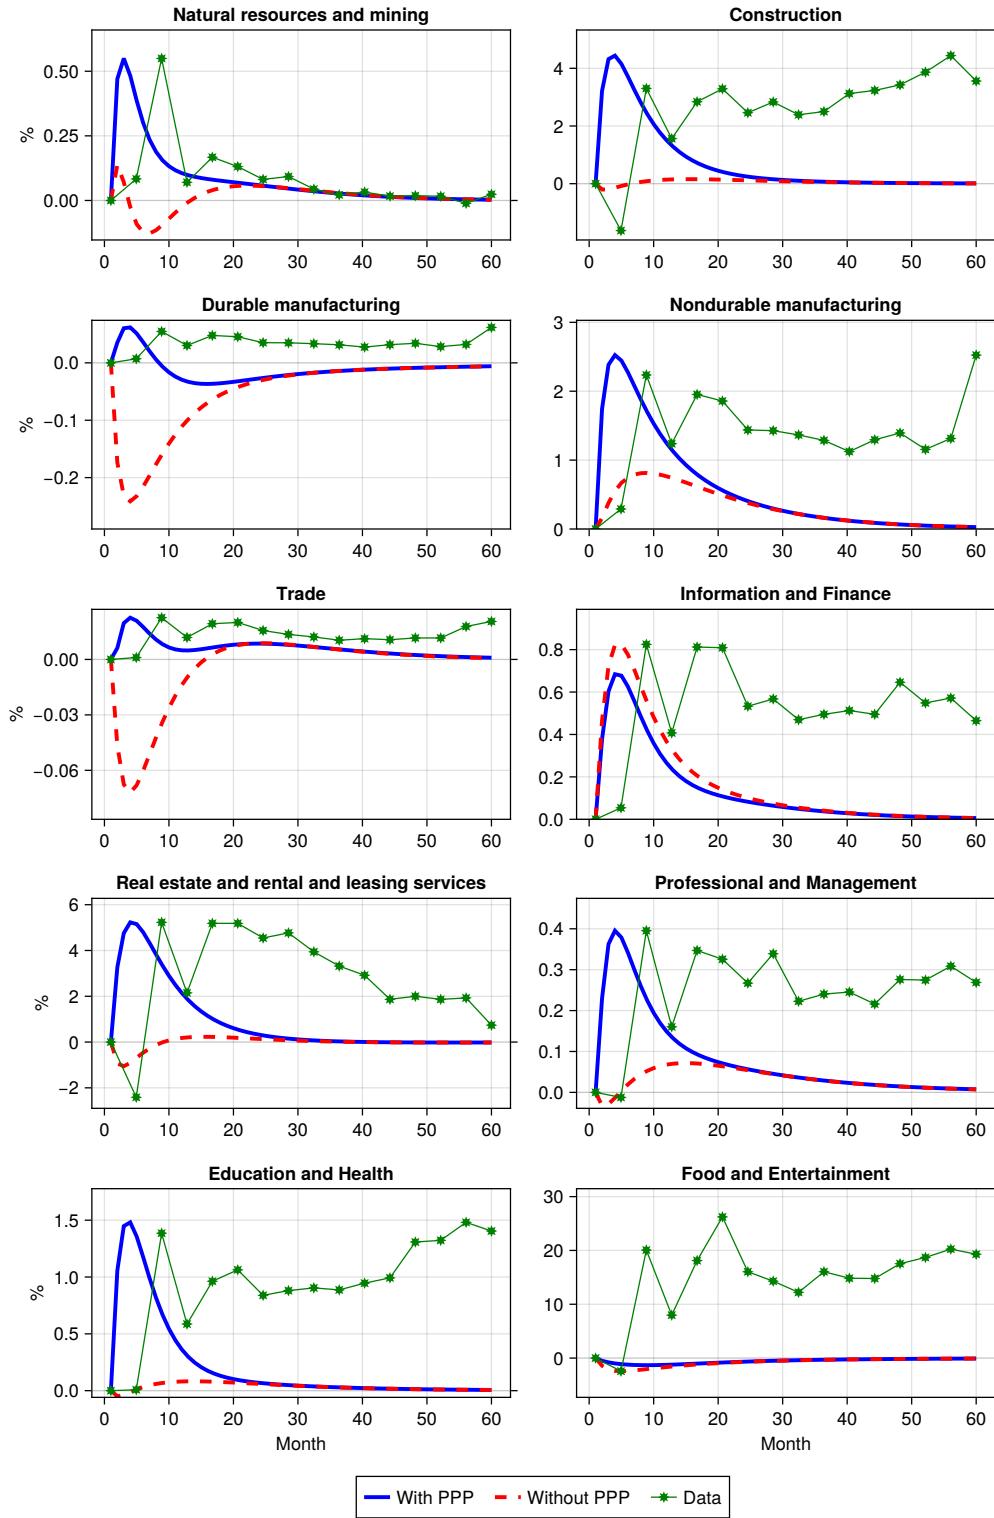 Natural resources and mining
Construction
%
0.50
0.25
0.00
0 10 20 30 40 50 60
4
2
0
0 10 20 30 40 50 60
Durable manufacturing
Nondurable manufacturing
%
0.0
−0.1
−0.2
0 10 20 30 40 50 60
3
2
1
0
0 10 20 30 40 50 60
Trade
Information and Finance
%
0.00
−0.03
−0.06
0 10 20 30 40 50 60
0.8
0.6
0.4
0.2
0.0
0 10 20 30 40 50 60
Real estate and rental and leasing services
Professional and Management
%
6
4
2
0
−2
0 10 20 30 40 50 60
0.4
0.3
0.2
0.1
0.0
0 10 20 30 40 50 60
Education and Health
Food and Entertainment
%
1.5
1.0
0.5
0.0
0 10 20 30 40 50 60
Month
30
20
10
0
0 10 20 30 40 50 60
Month
With PPP Without PPP Data